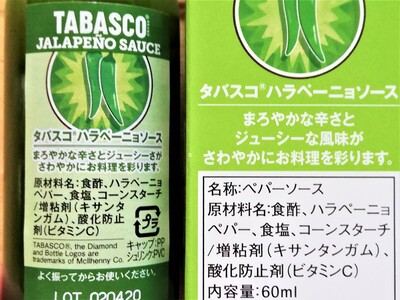 TABASCO
JALAPEÑO SAUCE
タバスコ®ハラペーニョソース
まろやかな辛さとジューシーさが
さわやかにお料理を彩ります。
原材料名:食酢、ハラペーニョ
ペパー、食塩、コーンスターチ
/増粘剤(キサンタン
ガム)、酸化防止剤
(ビタミンC)
TABASCO®, the Diamond
and Bottle Logos are
trademarks of McIlhenny Co.
キャップ:PP
シュリンク:PVC
よく振ってからお使いください。
LOT 020420
タバスコ®ハラペーニョソース
まろやかな辛さと
ジューシーな風味が
さわやかにお料理を彩ります。
名称:ペパーソース
原材料名:食酢、ハラペーニョ
ペパー、食塩、コーンスターチ
/増粘剤(キサンタンガム)、
酸化防止剤(ビタミンC)
内容量:60ml